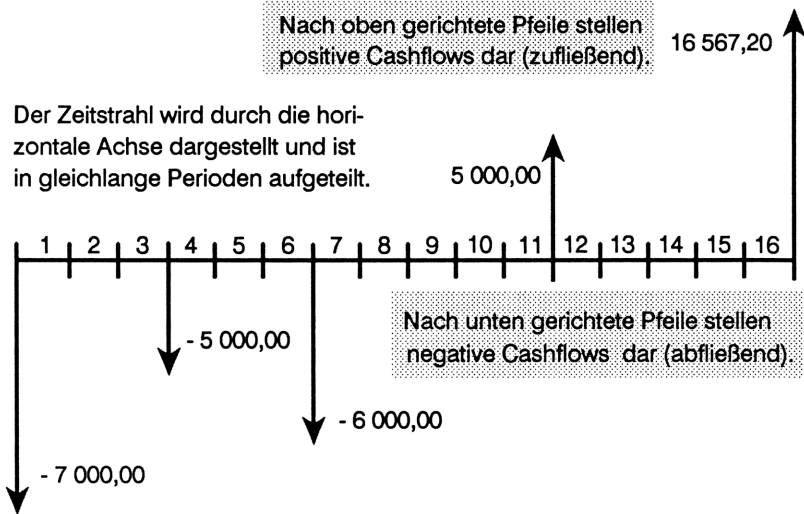 Nach oben gerichtete Pfeile stellen
positive Cashflows dar (zufließend).
16 567,20
Der Zeitstrahl wird durch die hori-
zontale Achse dargestellt und ist
in gleichlange Perioden aufgeteilt.
5 000,00
1 2 3 4 5 6 7 8 9 10 11 12 13 14 15 16
Nach unten gerichtete Pfeile stellen
negative Cashflows dar (abfließend).
- 5 000,00
- 6 000,00
- 7 000,00